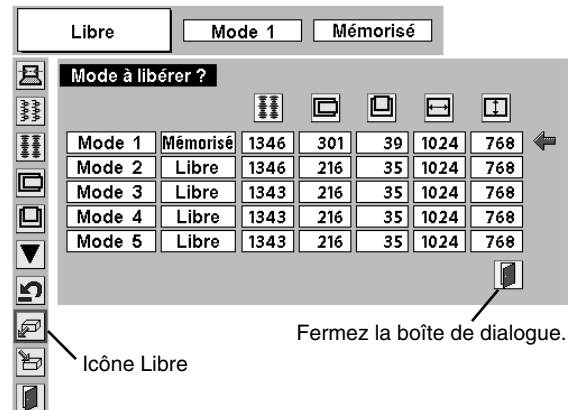 Libre Mode 1 Mémorisé
Mode à libérer ?
Mode 1 Mémorisé 1346 301 39 1024 768
Mode 2 Libre 1346 216 35 1024 768
Mode 3 Libre 1343 216 35 1024 768
Mode 4 Libre 1343 216 35 1024 768
Mode 5 Libre 1343 216 35 1024 768
Fermez la boîte de dialogue.
Icône Libre